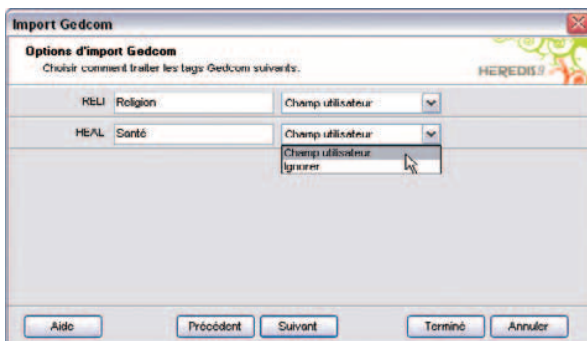 Import Gedcom
Options d'import Gedcom
Choisir comment traiter les tags Gedcom suivants.
HEREDIS 9
RELI Religion Champ utilisateur
HEAL Santé Champ utilisateur
Champ utilisateur
Ignorer
Aide Précédent Suivant Terminé Annuler